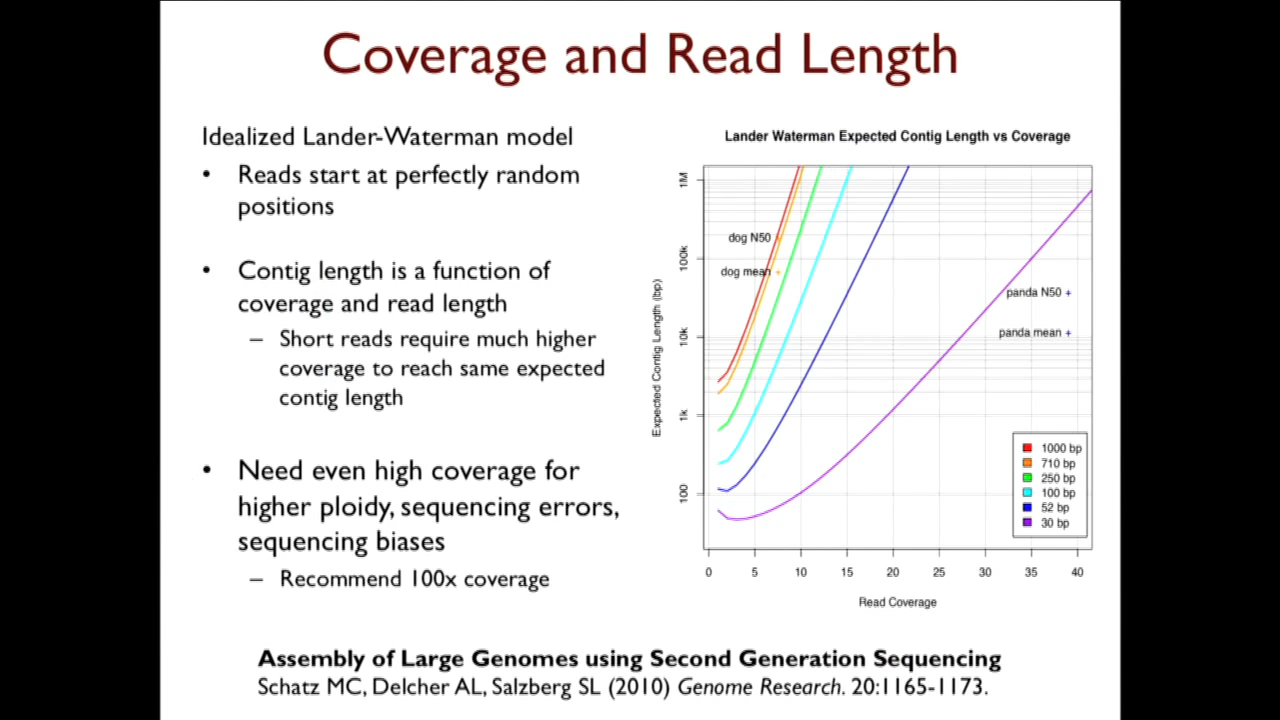 Coverage and Read Length
Idealized Lander-Waterman model
• Reads start at perfectly random
positions
• Contig length is a function of
coverage and read length
– Short reads require much higher
coverage to reach same expected
contig length
• Need even high coverage for
higher ploidy, sequencing errors,
sequencing biases
– Recommend 100x coverage
Lander Waterman Expected Contig Length vs Coverage
Expected Contig Length (bp)
1M
100k
10k
1k
100
dog N50
dog mean
panda N50
panda mean
1000 bp
710 bp
250 bp
100 bp
52 bp
30 bp
0 5 10 15 20 25 30 35 40
Read Coverage
Assembly of Large Genomes using Second Generation Sequencing
Schatz MC, Delcher AL, Salzberg SL (2010) Genome Research. 20:1165-1173.